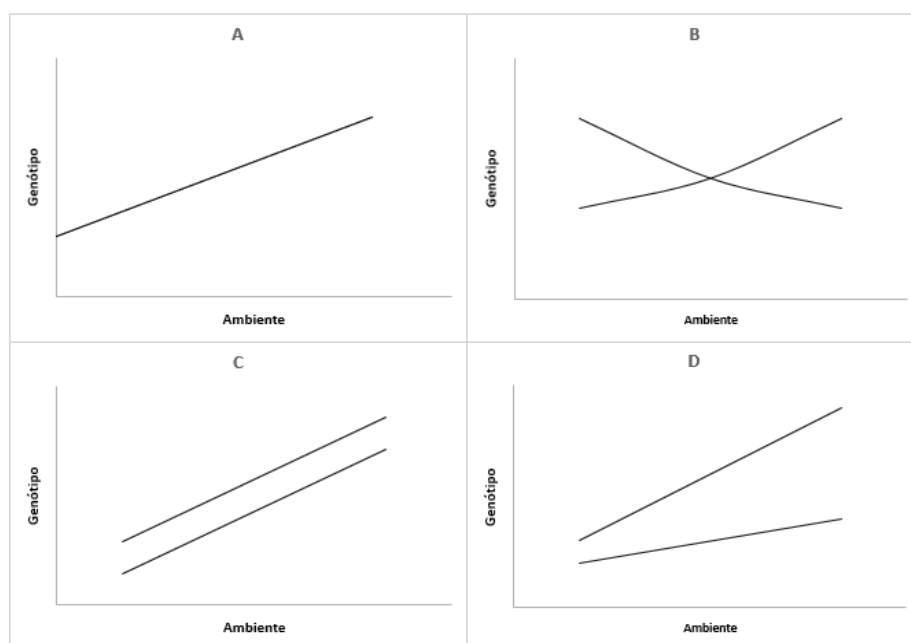 A
Genótipo
Ambiente
B
Genótipo
Ambiente
C
Genótipo
Ambiente
D
Genótipo
Ambiente